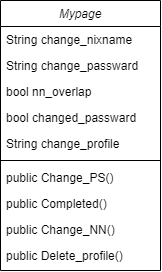 Mypage
String change_nixname
String change_passward
bool nn_overlap
bool changed_passward
String change_profile
public Change_PS()
public Completed()
public Change_NN()
public Delete_profile()